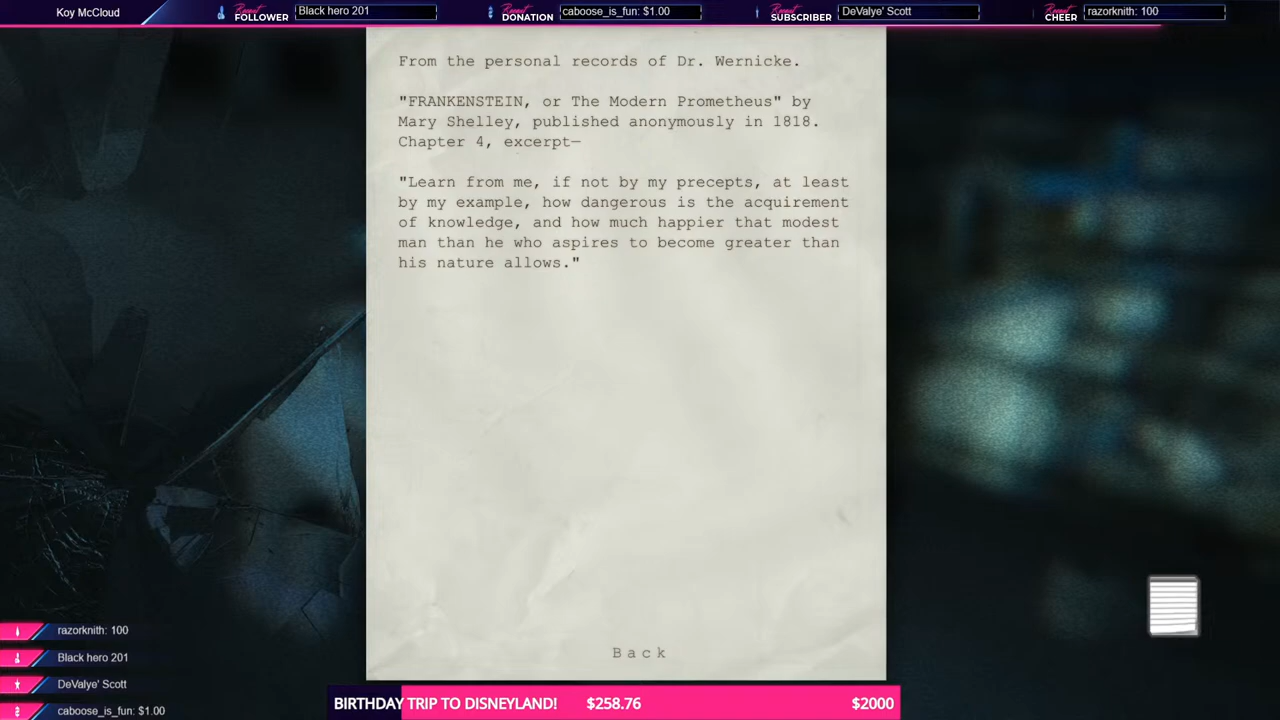 Koy McCloud
Recent FOLLOWER
Black hero 201
Recent DONATION
caboose_is_fun: $1.00
Recent SUBSCRIBER
DeValye' Scott
Recent CHEER
razorknith: 100
From the personal records of Dr. Wernicke.
"FRANKENSTEIN, or The Modern Prometheus" by
Mary Shelley, published anonymously in 1818.
Chapter 4, excerpt—
"Learn from me, if not by my precepts, at least
by my example, how dangerous is the acquirement
of knowledge, and how much happier that modest
man than he who aspires to become greater than
his nature allows."
Back
razorknith: 100
Black hero 201
DeValye' Scott
caboose_is_fun: $1.00
BIRTHDAY TRIP TO DISNEYLAND! $258.76 $2000